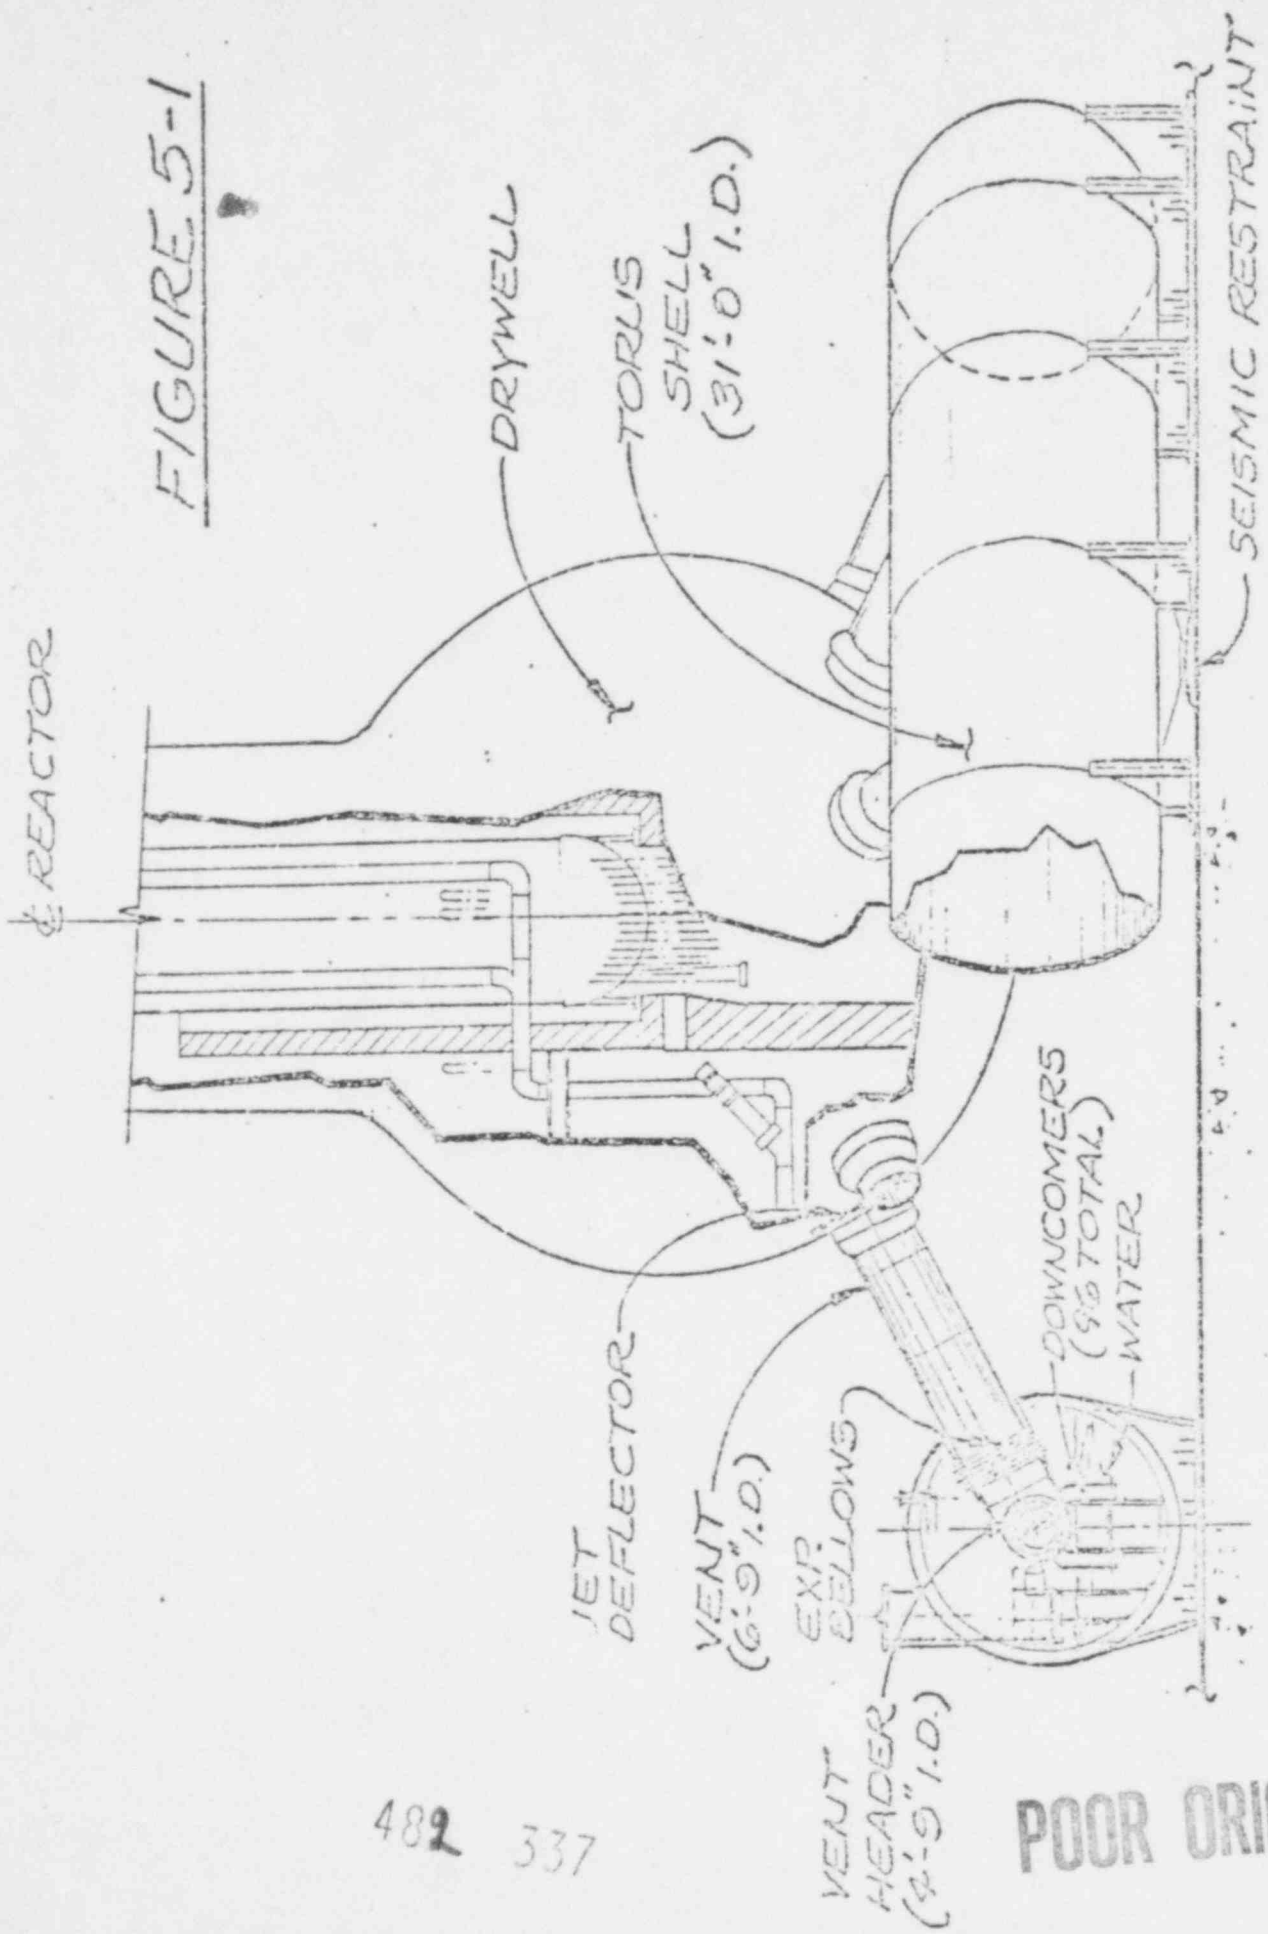 FIGURE 5-1
℄ REACTOR
DRYWELL
TORUS
SHELL
(31'-0" I.D.)
JET
DEFLECTOR
VENT
(6'-9" I.D.)
EXP.
BELLOWS
VENT
HEADER
(4'-9" I.D.)
DOWNCOMERS
(96 TOTAL)
WATER
SEISMIC RESTRAINT
482 337
POOR ORI